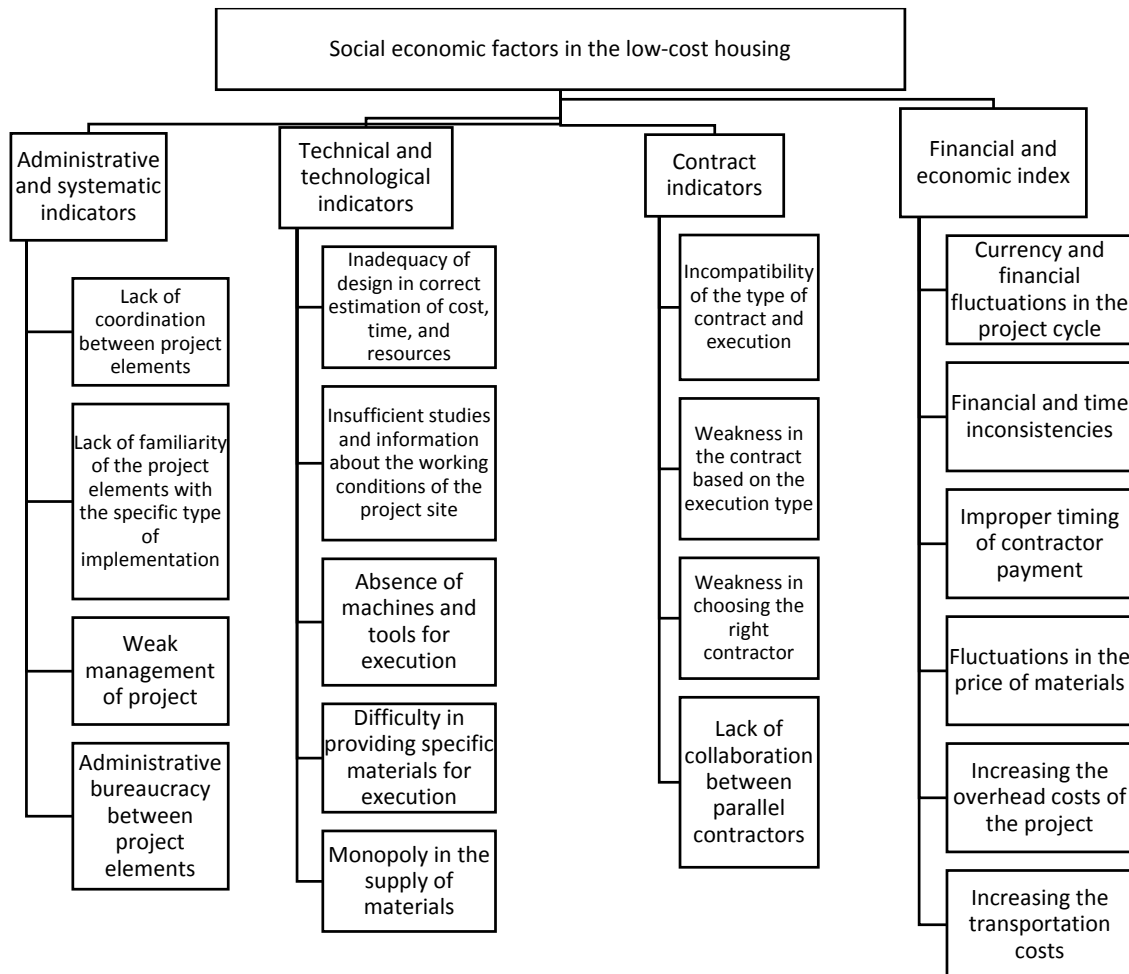 Social economic factors in the low-cost housing
Administrative
and systematic
indicators
Lack of
coordination
between project
elements
Lack of familiarity
of the project
elements with
the specific type
of
implementation
Weak
management
of project
Administrative
bureaucracy
between
project
elements
Technical and
technological
indicators
Inadequacy of
design in correct
estimation of cost,
time, and
resources
Insufficient studies
and information
about the working
conditions of the
project site
Absence of
machines and
tools for
execution
Difficulty in
providing specific
materials for
execution
Monopoly in the
supply of
materials
Contract
indicators
Incompatibility
of the type of
contract and
execution
Weakness in
the contract
based on the
execution type
Weakness in
choosing the
right
contractor
Lack of
collaboration
between
parallel
contractors
Financial and
economic index
Currency and
financial
fluctuations in the
project cycle
Financial and time
inconsistencies
Improper timing
of contractor
payment
Fluctuations in the
price of materials
Increasing the
overhead costs of
the project
Increasing the
transportation
costs